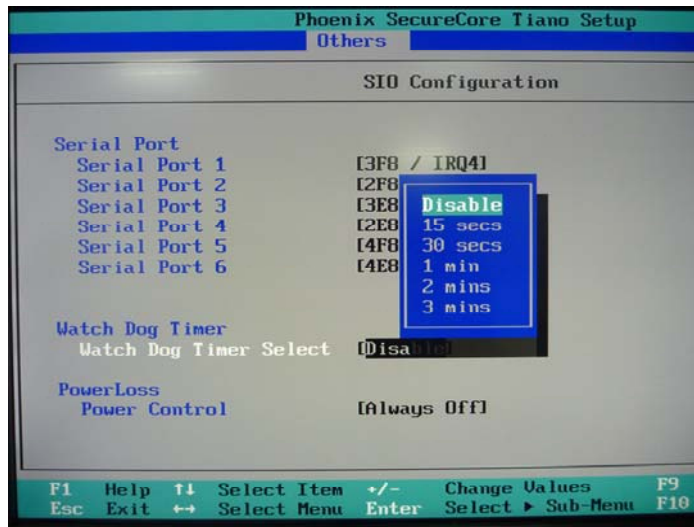 Phoenix SecureCore Tiano Setup
Others
SIO Configuration
Serial Port
Serial Port 1 [3F8 / IRQ4]
Serial Port 2 [2F8
Serial Port 3 [3E8
Serial Port 4 [2E8
Serial Port 5 [4F8
Serial Port 6 [4E8
Disable
15 secs
30 secs
1 min
2 mins
3 mins
Watch Dog Timer
Watch Dog Timer Select [Disable]
PowerLoss
Power Control [Always Off]
F1 Help ↑↓ Select Item +/- Change Values F9
Esc Exit ↔ Select Menu Enter Select ▶ Sub-Menu F10